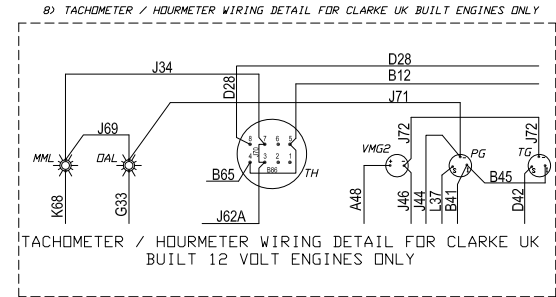 8) TACHOMETER / HOURMETER WIRING DETAIL FOR CLARKE UK BUILT ENGINES ONLY
D28
J34
B12
D28
J71
J69
J72
J72
8 7 6 5
J70
MML
OAL
VMG2
PG
TG
4 3 2 1
B86
TH
B65
B45
K68
G33
J62A
A48
J46
J44
L37
B41
D42
TACHOMETER / HOURMETER WIRING DETAIL FOR CLARKE UK
BUILT 12 VOLT ENGINES ONLY